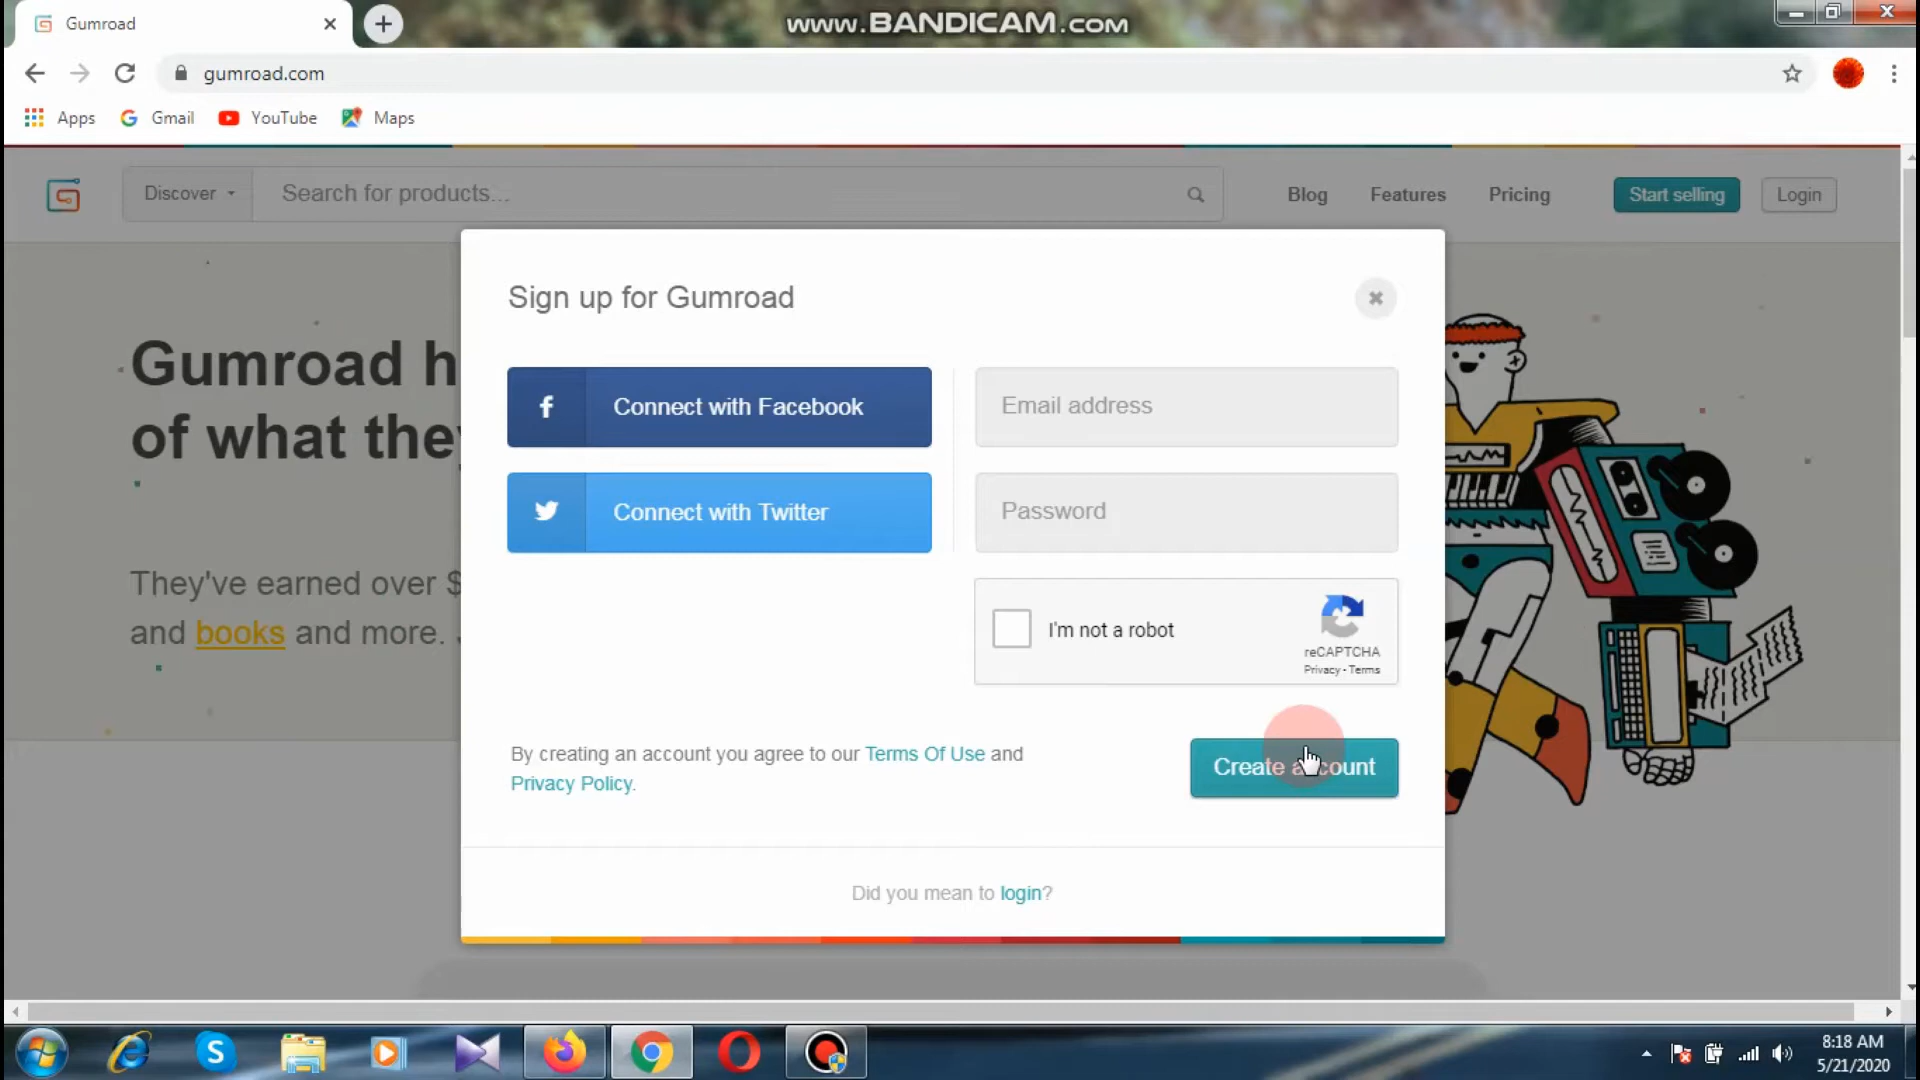 Gumroad
www.BANDICAM.com
gumroad.com
Apps Gmail YouTube Maps
Discover Search for products... Blog Features Pricing Start selling Login
Sign up for Gumroad
Gumroad h
of what they
They've earned over $
and books and more.
Connect with Facebook
Connect with Twitter
Email address
Password
I'm not a robot
reCAPTCHA
Privacy - Terms
By creating an account you agree to our Terms Of Use and
Privacy Policy.
Create account
Did you mean to login?
8:18 AM
5/21/2020